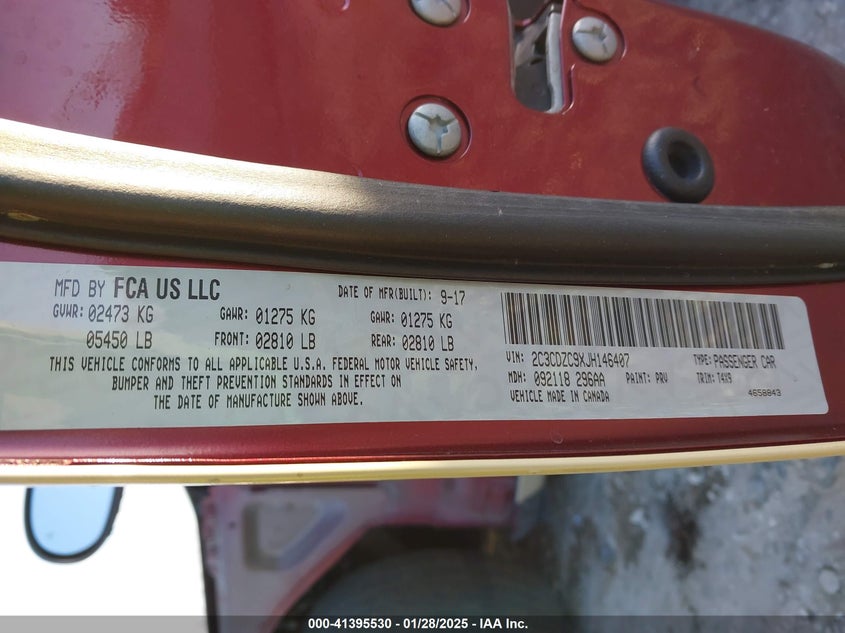 MFD BY FCA US LLC
DATE OF MFR(BUILT): 9-17
GVWR: 02473 KG GAWR: 01275 KG GAWR: 01275 KG
05450 LB FRONT: 02810 LB REAR: 02810 LB
THIS VEHICLE CONFORMS TO ALL APPLICABLE U.S.A. FEDERAL MOTOR VEHICLE SAFETY,
BUMPER AND THEFT PREVENTION STANDARDS IN EFFECT ON
THE DATE OF MANUFACTURE SHOWN ABOVE.
VIN: 2C3CDZC9XJH146407 TYPE: PASSENGER CAR
MDH: 092118 296AA PAINT: PRV TRIM: T4X9
VEHICLE MADE IN CANADA 4658843
000-41395530 - 01/28/2025 - IAA Inc.